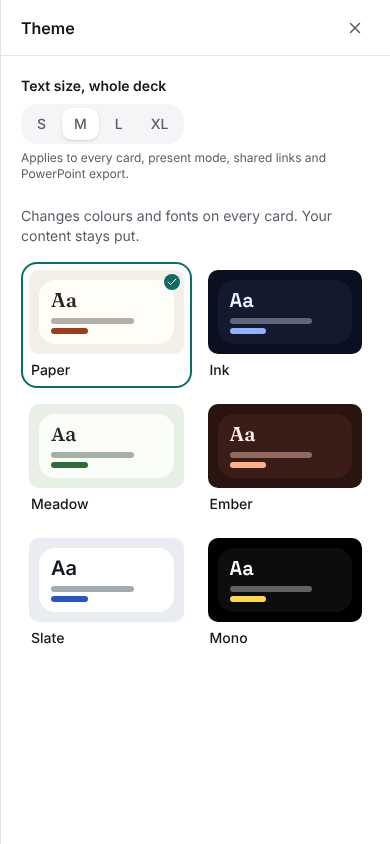 Theme
Text size, whole deck
S M L XL
Applies to every card, present mode, shared links and
PowerPoint export.
Changes colours and fonts on every card. Your
content stays put.
Aa Aa
Paper Ink
Aa Aa
Meadow Ember
Aa Aa
Slate Mono